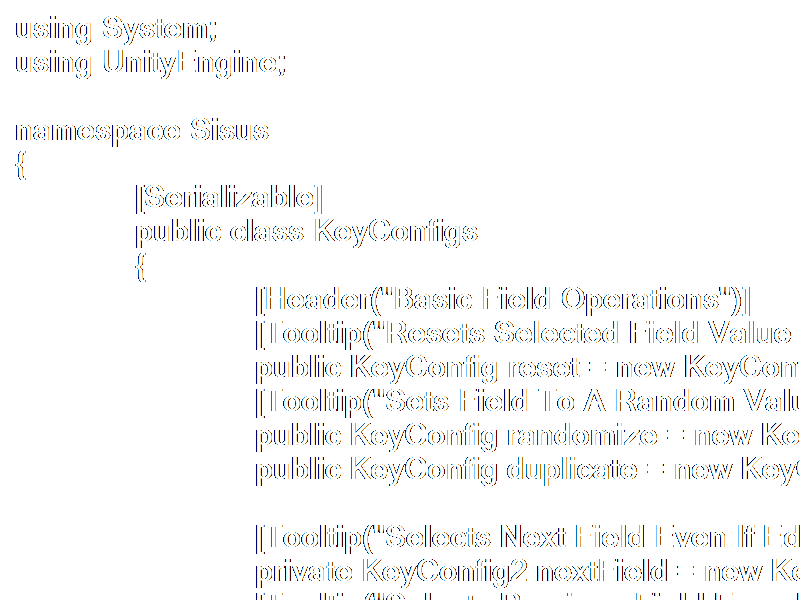 using System;
using UnityEngine;

namespace Sisus
{
[Serializable]
public class KeyConfigs
{
[Header("Basic Field Operations")]
[Tooltip("Resets Selected Field Value
public KeyConfig reset = new KeyCon
[Tooltip("Sets Field To A Random Valu
public KeyConfig randomize = new Ke
public KeyConfig duplicate = new KeyC

[Tooltip("Selects Next Field Even If Ed
private KeyConfig2 nextField = new Ke